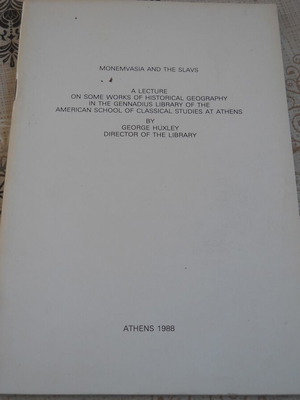 MONEMVASIA AND THE SLAVS
A LECTURE
ON SOME WORKS OF HISTORICAL GEOGRAPHY
IN THE GENNADIUS LIBRARY OF THE
AMERICAN SCHOOL OF CLASSICAL STUDIES AT ATHENS
BY
GEORGE HUXLEY
DIRECTOR OF THE LIBRARY
ATHENS 1988